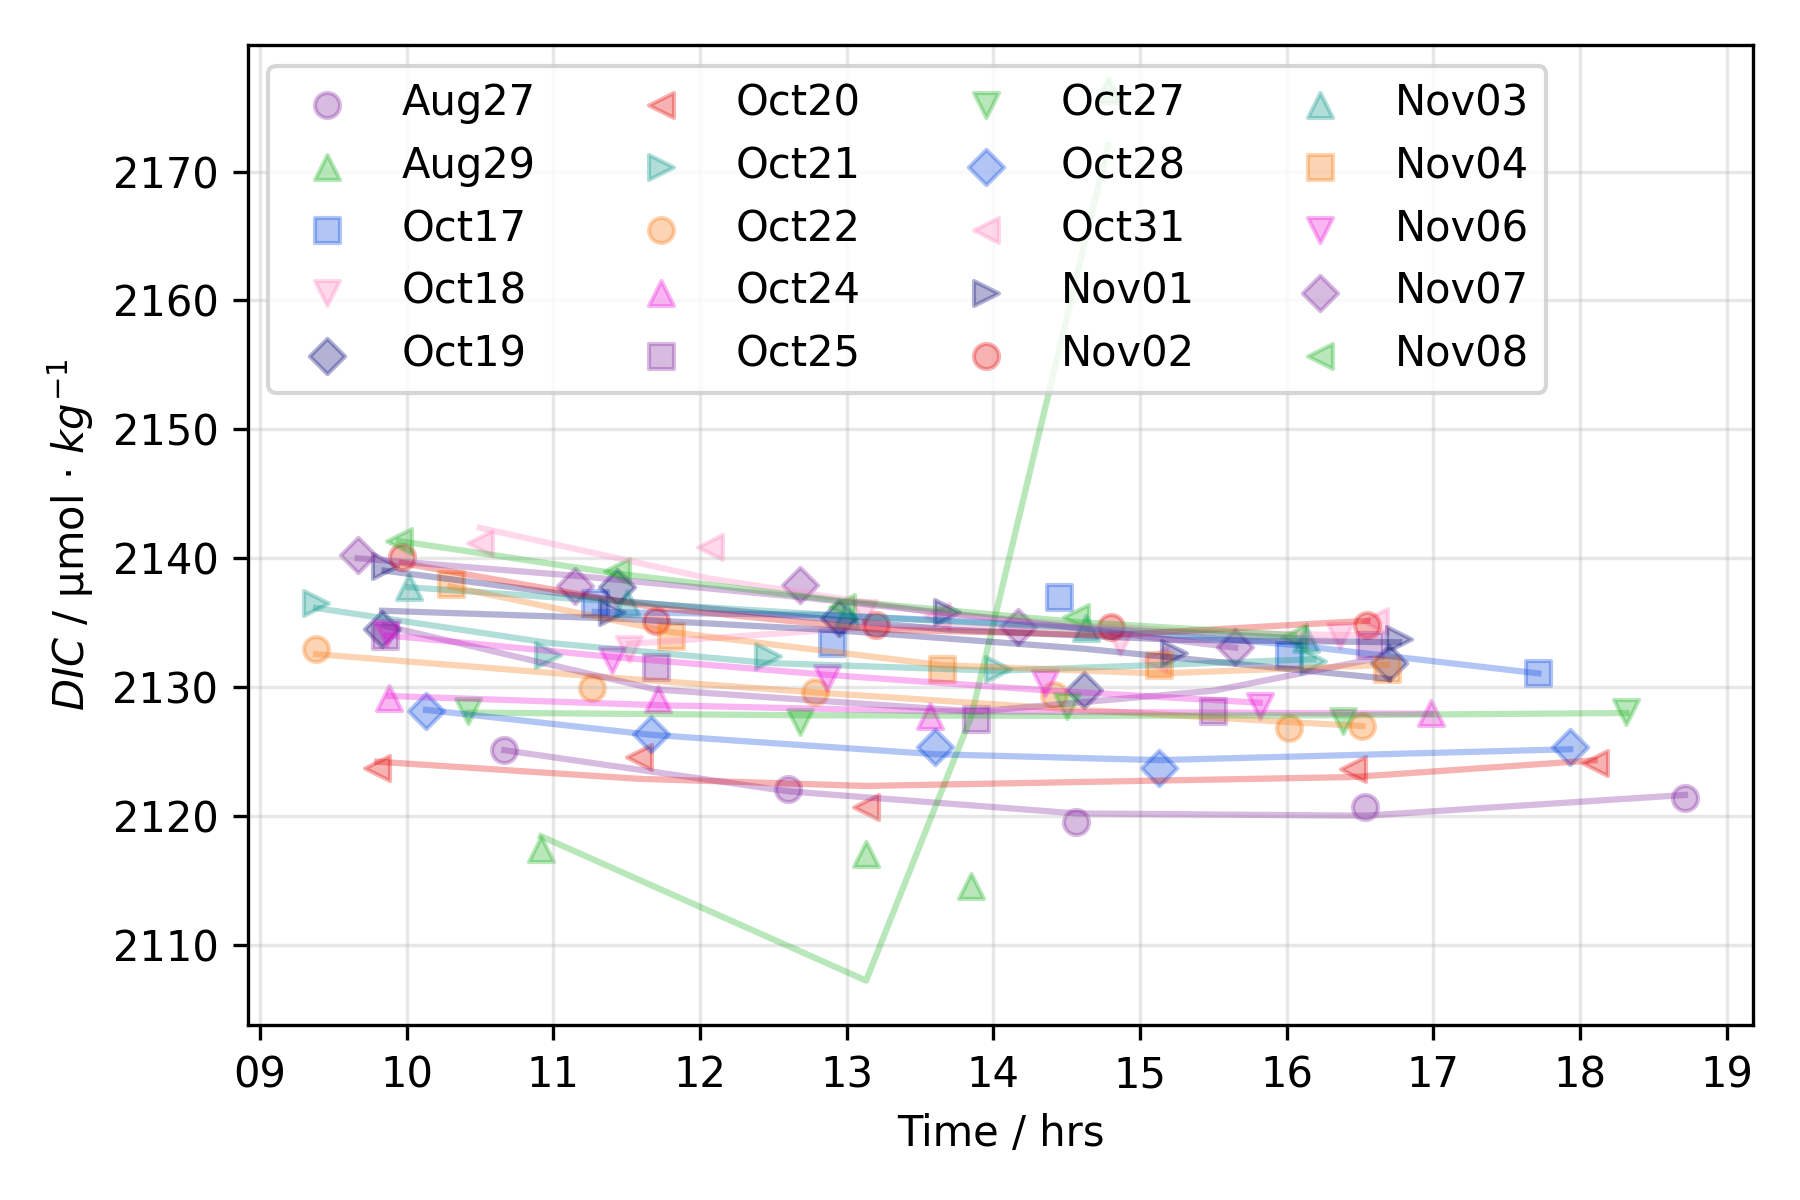 Aug27 Oct20 Oct27 Nov03
Aug29 Oct21 Oct28 Nov04
Oct17 Oct22 Oct31 Nov06
Oct18 Oct24 Nov01 Nov07
Oct19 Oct25 Nov02 Nov08
2170
2160
2150
2140
2130
2120
2110
DIC / μmol · kg⁻¹
09 10 11 12 13 14 15 16 17 18 19
Time / hrs